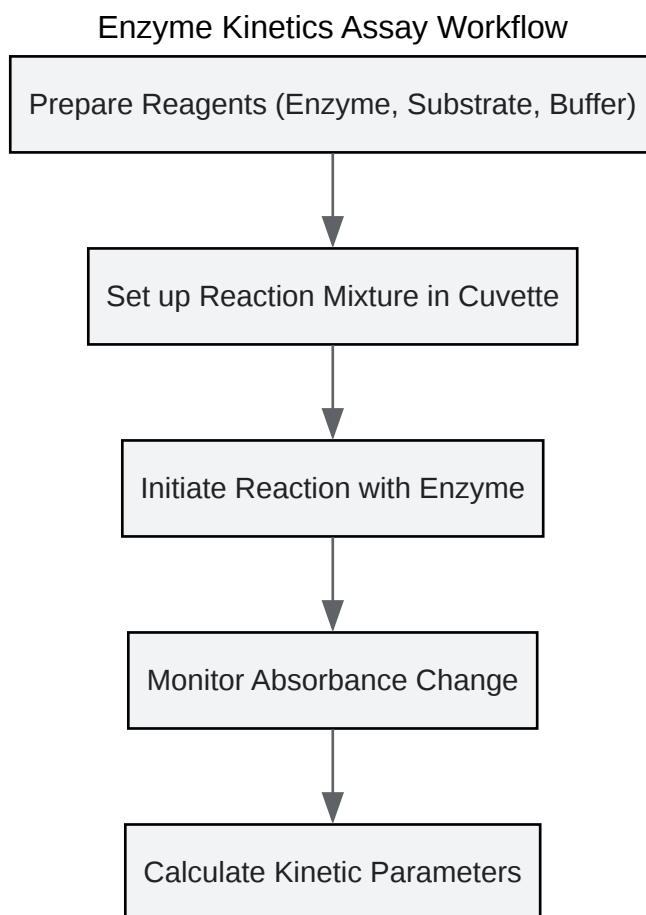 Enzyme Kinetics Assay Workflow
Prepare Reagents (Enzyme, Substrate, Buffer)
Set up Reaction Mixture in Cuvette
Initiate Reaction with Enzyme
Monitor Absorbance Change
Calculate Kinetic Parameters